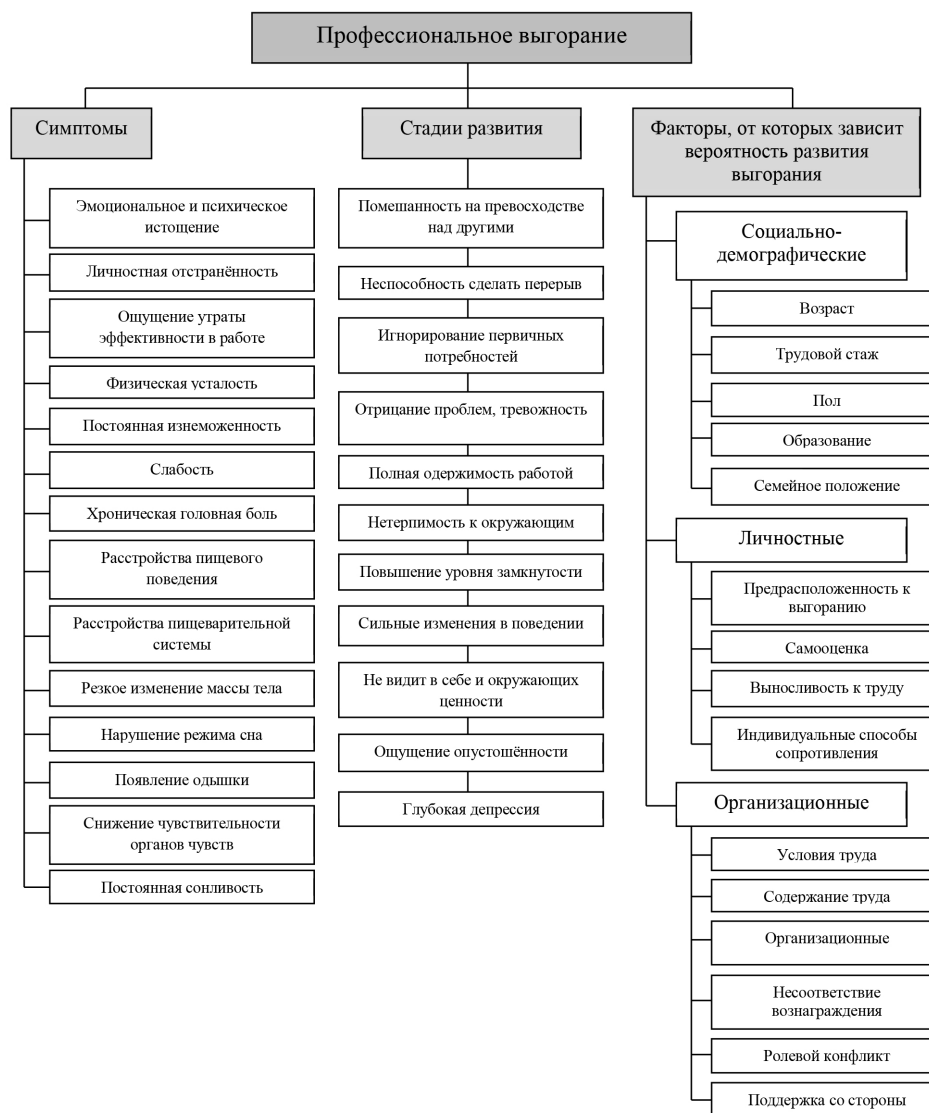 Профессиональное выгорание
Симптомы
Эмоциональное и психическое
истощение
Личностная отстранённость
Ощущение утраты
эффективности в работе
Физическая усталость
Постоянная изнеможенность
Слабость
Хроническая головная боль
Расстройства пищевого
поведения
Расстройства пищеварительной
системы
Резкое изменение массы тела
Нарушение режима сна
Появление одышки
Снижение чувствительности
органов чувств
Постоянная сонливость
Стадии развития
Помешанность на превосходстве
над другими
Неспособность сделать перерыв
Игнорирование первичных
потребностей
Отрицание проблем, тревожность
Полная одержимость работой
Нетерпимость к окружающим
Повышение уровня замкнутости
Сильные изменения в поведении
Не видит в себе и окружающих
ценности
Ощущение опустошённости
Глубокая депрессия
Факторы, от которых зависит
вероятность развития
выгорания
Социально-
демографические
Возраст
Трудовой стаж
Пол
Образование
Семейное положение
Личностные
Предрасположенность к
выгоранию
Самооценка
Выносливость к труду
Индивидуальные способы
сопротивления
Организационные
Условия труда
Содержание труда
Организационные
Несоответствие
вознаграждения
Ролевой конфликт
Поддержка со стороны